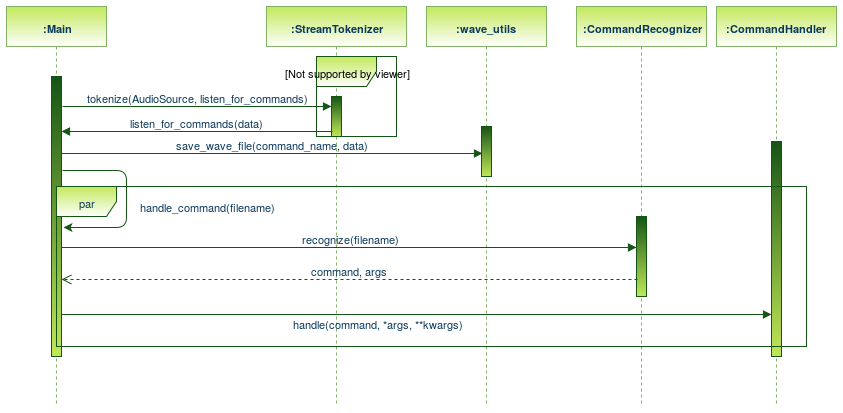 :Main
:StreamTokenizer
:wave_utils
:CommandRecognizer
:CommandHandler
[Not supported by viewer]
tokenize(AudioSource, listen_for_commands)
listen_for_commands(data)
save_wave_file(command_name, data)
par
handle_command(filename)
recognize(filename)
command, args
handle(command, *args, **kwargs)